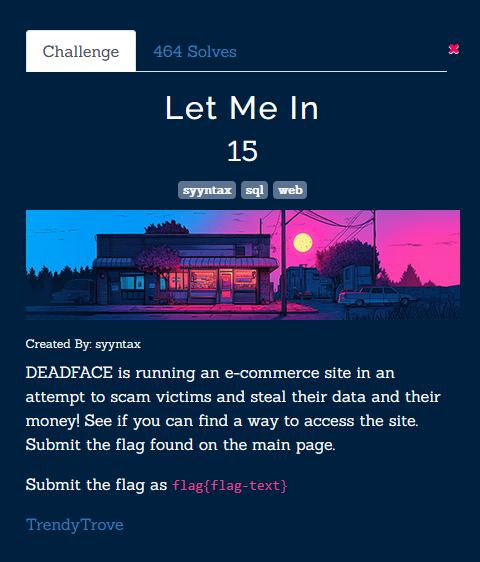 Challenge
464 Solves
✖
Let Me In
15
syyntax sql web
Created By: syyntax
DEADFACE is running an e-commerce site in an
attempt to scam victims and steal their data and their
money! See if you can find a way to access the site.
Submit the flag found on the main page.
Submit the flag as flag{flag-text}
TrendyTrove